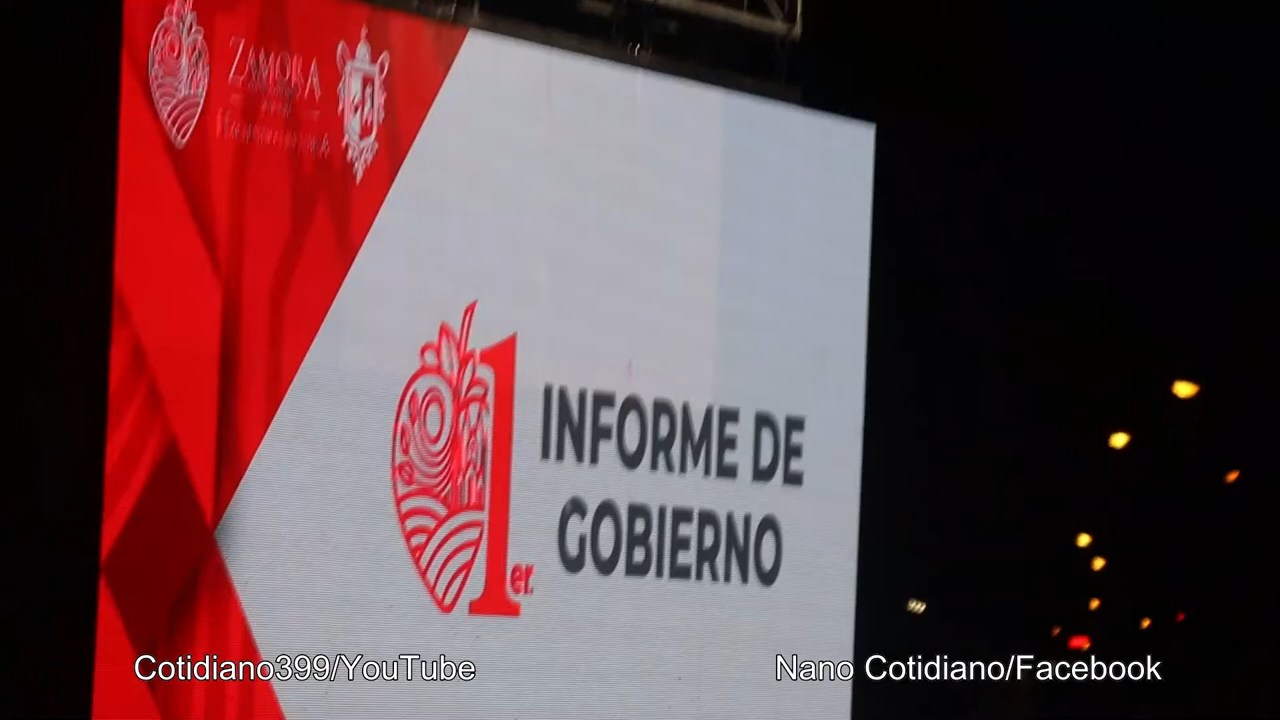 ZAMORA
1er.
INFORME DE
GOBIERNO
Cotidiano399/YouTube
Nano Cotidiano/Facebook